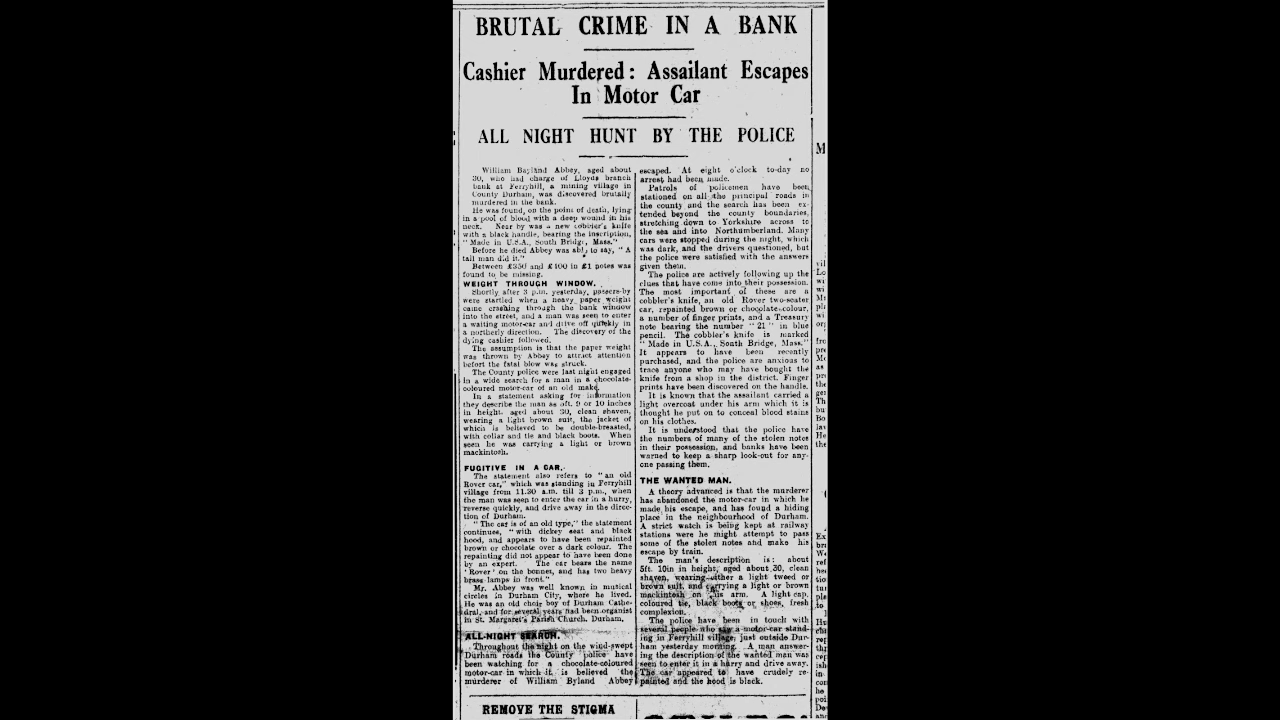 BRUTAL CRIME IN A BANK
Cashier Murdered: Assailant Escapes
In Motor Car
ALL NIGHT HUNT BY THE POLICE
William Bayland Abbey, aged about
30, who had charge of Lloyds branch
bank at Ferryhill, a mining village in
County Durham, was discovered brutally
murdered in the bank.
He was found, on the point of death, lying
in a pool of blood with a deep wound in his
neck. Near by was a new cobbler's knife
with a black handle, bearing the inscription,
"Made in U.S.A., South Bridge, Mass."
Before he died Abbey was able to say, "A
tall man did it."
Between £350 and £400 in £1 notes was
found to be missing.
WEIGHT THROUGH WINDOW.
Shortly after 3 p.m. yesterday, passers-by
were startled when a heavy paper weight
came crashing through the bank window
into the street, and a man was seen to enter
a waiting motor-car and drive off quickly in
a northerly direction. The discovery of the
dying cashier followed.
The assumption is that the paper weight
was thrown by Abbey to attract attention
before the fatal blow was struck.
The County police were last night engaged
in a wide search for a man in a chocolate-
coloured motor-car of an old make.
In a statement asking for information
they describe the man as 5ft. 9 or 10 inches
in height, aged about 30, clean shaven,
wearing a light brown suit, the jacket of
which is believed to be double-breasted,
with collar and tie and black boots. When
seen he was carrying a light or brown
mackintosh.
FUGITIVE IN A CAR.
The statement also refers to "an old
Rover car," which was standing in Ferryhill
village from 11.30 a.m. till 3 p.m., when
the man was seen to enter the car in a hurry,
reverse quickly, and drive away in the direc-
tion of Durham.
"The car is of an old type," the statement
continues, "with dickey seat and black
hood, and appears to have been repainted
brown or chocolate over a dark colour. The
repainting did not appear to have been done
by an expert. The car bears the name
'Rover' on the bonnet, and has two heavy
brass lamps in front."
Mr. Abbey was well known in musical
circles in Durham City, where he lived.
He was an old choir boy of Durham Cathe-
dral, and for several years had been organist
in St. Margaret's Parish Church, Durham.
ALL-NIGHT SEARCH.
Throughout the night on the wind-swept
Durham roads the County police have
been watching for a chocolate-coloured
motor-car in which it is believed the
murderer of William Byland Abbey
escaped. At eight o'clock to-day no
arrest had been made.
Patrols of policemen have been
stationed on all the principal roads in
the county and the search has been ex-
tended beyond the county boundaries,
stretching down to Yorkshire across to
the sea and into Northumberland. Many
cars were stopped during the night, which
was dark, and the drivers questioned, but
the police were satisfied with the answers
given them.
The police are actively following up the
clues that have come into their possession.
The most important of these are a
cobbler's knife, an old Rover two-seater
car, repainted brown or chocolate-colour,
a number of finger prints, and a Treasury
note bearing the number "21" in blue
pencil. The cobbler's knife is marked
"Made in U.S.A., South Bridge, Mass."
It appears to have been recently
purchased, and the police are anxious to
trace anyone who may have bought the
knife from a shop in the district. Finger
prints have been discovered on the handle.
It is known that the assailant carried a
light overcoat under his arm which it is
thought he put on to conceal blood stains
on his clothes.
It is understood that the police have
the numbers of many of the stolen notes
in their possession, and banks have been
warned to keep a sharp look-out for any-
one passing them.
THE WANTED MAN.
A theory advanced is that the murderer
has abandoned the motor-car in which he
made his escape, and has found a hiding
place in the neighbourhood of Durham.
A strict watch is being kept at railway
stations were he might attempt to pass
some of the stolen notes and make his
escape by train.
The man's description is: about
5ft. 10in in height, aged about 30, clean
shaven, wearing either a light tweed or
brown suit, and carrying a light or brown
mackintosh on his arm. A light cap,
coloured tie, black boots or shoes, fresh
complexion.
The police have been in touch with
several people who saw a motor-car stand-
ing in Ferryhill village, just outside Dur-
ham yesterday morning. A man answer-
ing the description of the wanted man was
seen to enter it in a hurry and drive away.
The car appeared to have crudely re-
painted and the hood is black.
REMOVE THE STIGMA